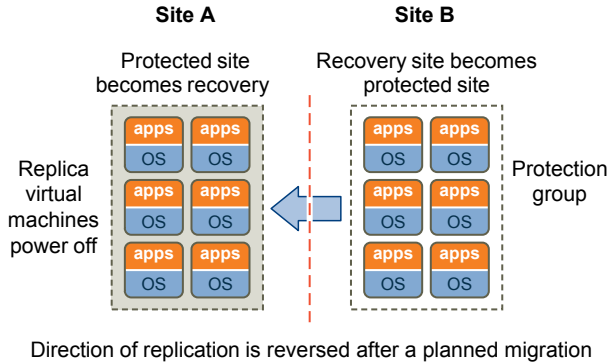 Site A
Site B
Protected site
becomes recovery
Recovery site becomes
protected site
apps apps
OS OS
apps apps
OS OS
apps apps
OS OS
Replica
virtual
machines
power off
apps apps
OS OS
apps apps
OS OS
apps apps
OS OS
Protection
group
Direction of replication is reversed after a planned migration